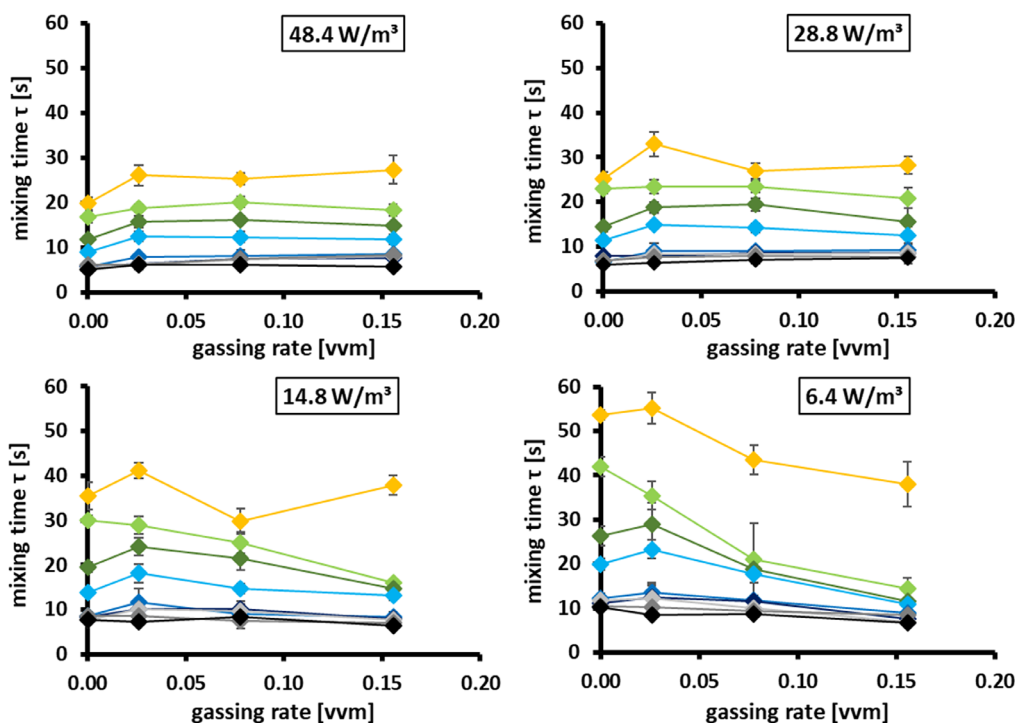 48.4 W/m³
mixing time τ [s]
60
50
40
30
20
10
0
0.00 0.05 0.10 0.15 0.20
gassing rate [vvm]
28.8 W/m³
mixing time τ [s]
60
50
40
30
20
10
0
0.00 0.05 0.10 0.15 0.20
gassing rate [vvm]
14.8 W/m³
mixing time τ [s]
60
50
40
30
20
10
0
0.00 0.05 0.10 0.15 0.20
gassing rate [vvm]
6.4 W/m³
mixing time τ [s]
60
50
40
30
20
10
0
0.00 0.05 0.10 0.15 0.20
gassing rate [vvm]